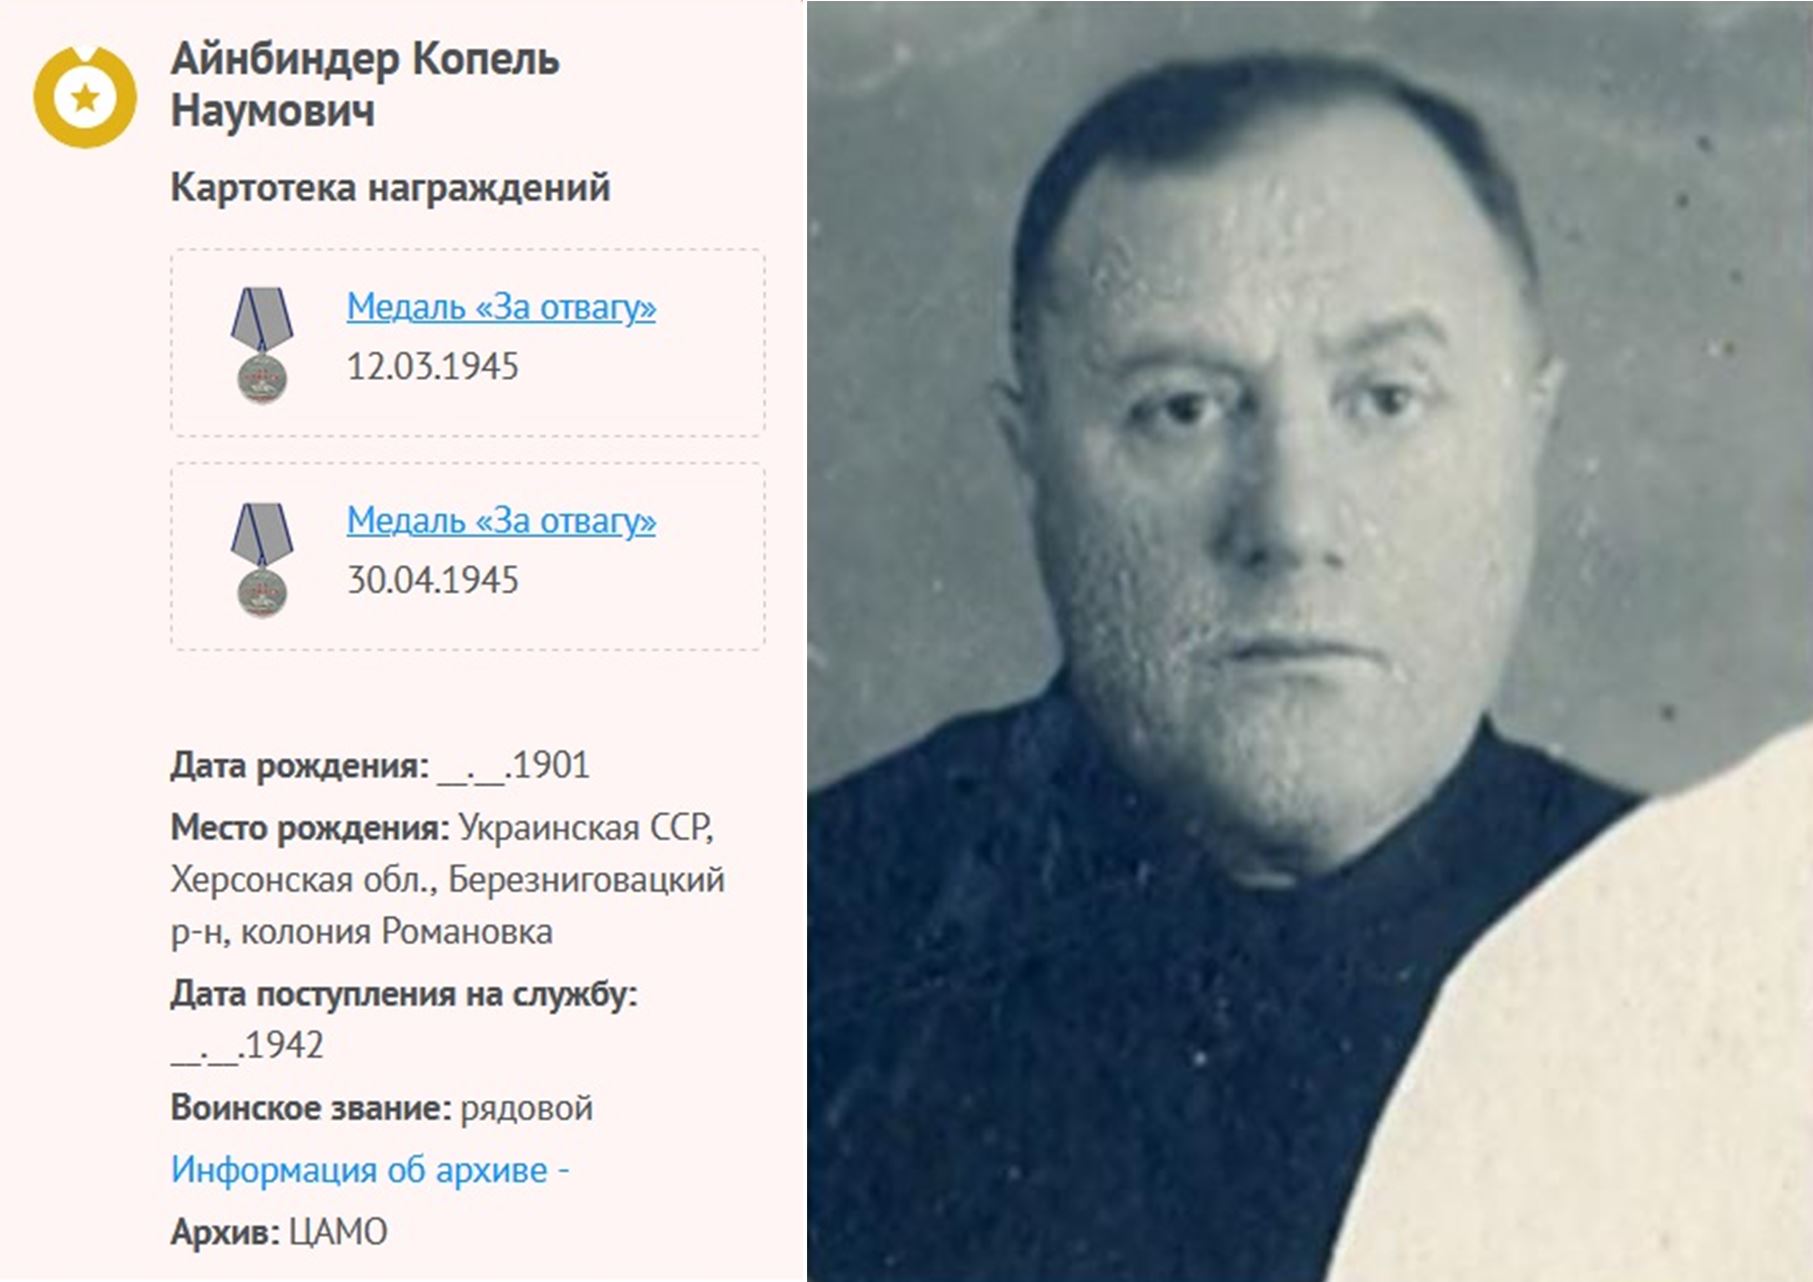 Айнбиндер Копель
Наумович
Картотека награждений
Медаль «За отвагу»
12.03.1945
Медаль «За отвагу»
30.04.1945
Дата рождения: __.__.1901
Место рождения: Украинская ССР,
Херсонская обл., Березниговацкий
р-н, колония Романовка
Дата поступления на службу:
__.__.1942
Воинское звание: рядовой
Информация об архиве -
Архив: ЦАМО